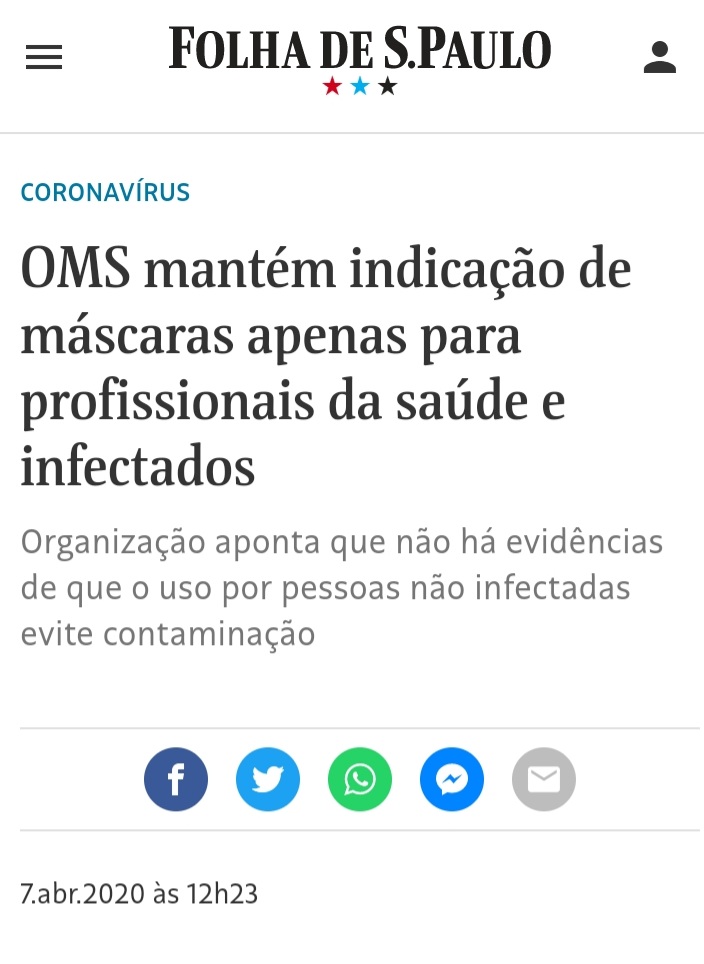 FOLHA DE S.PAULO
CORONAVÍRUS
OMS mantém indicação de
máscaras apenas para
profissionais da saúde e
infectados
Organização aponta que não há evidências
de que o uso por pessoas não infectadas
evite contaminação
7.abr.2020 às 12h23